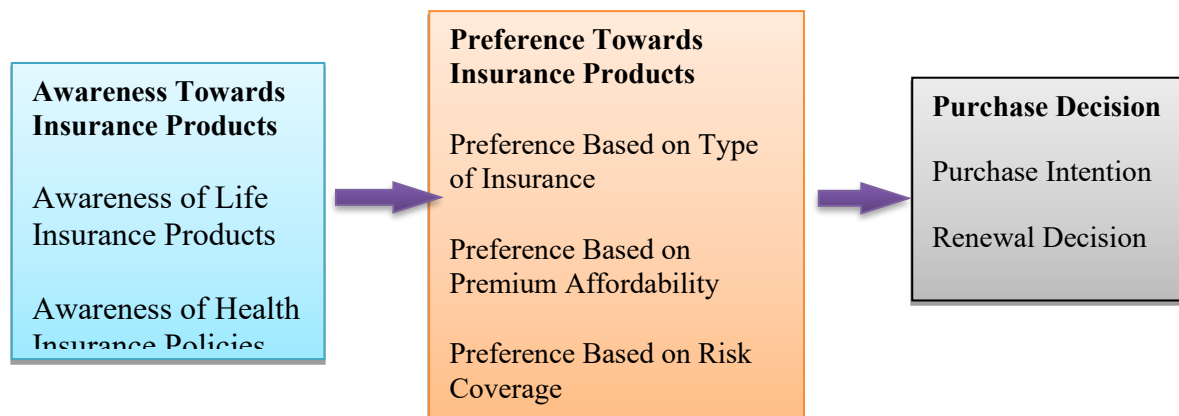 Awareness Towards
Insurance Products
Awareness of Life
Insurance Products
Awareness of Health
Insurance Policies
Preference Towards
Insurance Products
Preference Based on Type
of Insurance
Preference Based on
Premium Affordability
Preference Based on Risk
Coverage
Purchase Decision
Purchase Intention
Renewal Decision